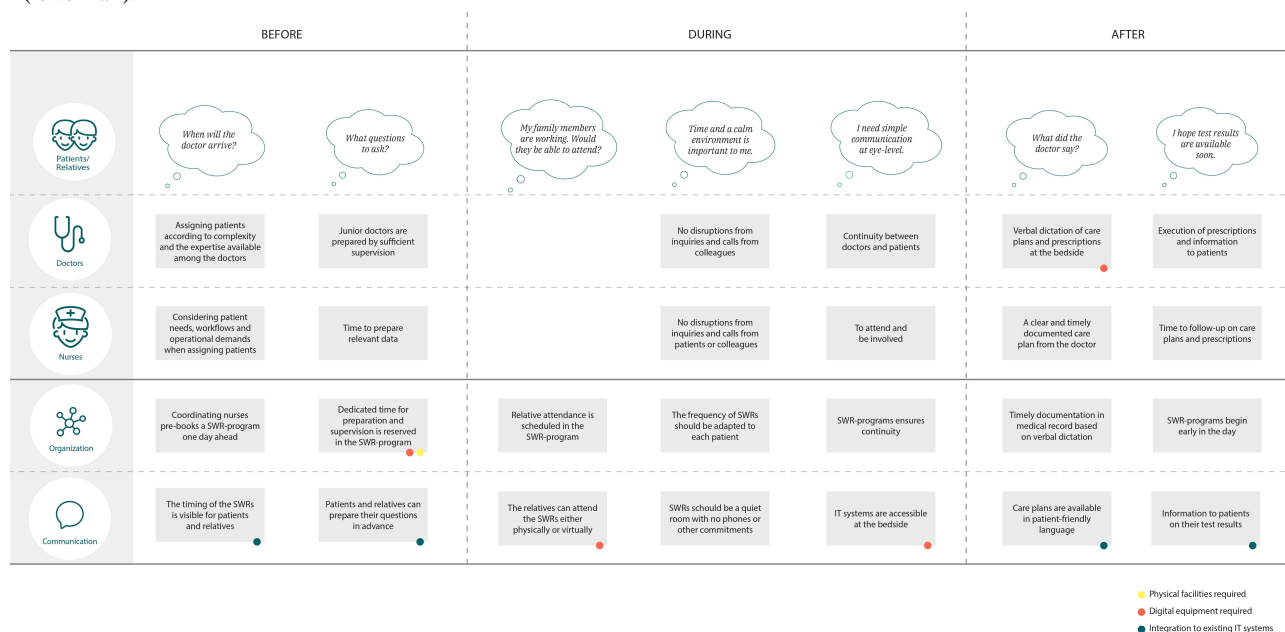 BEFORE
DURING
AFTER
Patients/
Relatives
When will the
doctor arrive?
What questions
to ask?
My family members
are working. Would
they be able to attend?
Time and a calm
environment is
important to me.
I need simple
communication
at eye-level.
What did the
doctor say?
I hope test results
are available
soon.
Doctors
Assigning patients
according to complexity
and the expertise available
among the doctors
Junior doctors are
prepared by sufficient
supervision
No disruptions from
inquiries and calls from
colleagues
Continuity between
doctors and patients
Verbal dictation of care
plans and prescriptions
at the bedside
Execution of prescriptions
and information
to patients
Nurses
Considering patient
needs, workflows and
operational demands
when assigning patients
Time to prepare
relevant data
No disruptions from
inquiries and calls from
patients or colleagues
To attend and
be involved
A clear and timely
documented care
plan from the doctor
Time to follow-up on care
plans and prescriptions
Organization
Coordinating nurses
pre-books a SWR-program
one day ahead
Dedicated time for
preparation and
supervision is reserved
in the SWR-program
Relative attendance is
scheduled in the
SWR-program
The frequency of SWRs
should be adapted to
each patient
SWR-programs ensures
continuity
Timely documentation in
medical record based
on verbal dictation
SWR-programs begin
early in the day
Communication
The timing of the SWRs
is visible for patients
and relatives
Patients and relatives can
prepare their questions
in advance
The relatives can attend
the SWRs either
physically or virtually
SWRs schould be a quiet
room with no phones or
other commitments
IT systems are accessible
at the bedside
Care plans are available
in patient-friendly
language
Information to patients
on their test results
Physical facilities required
Digital equipment required
Integration to existing IT systems